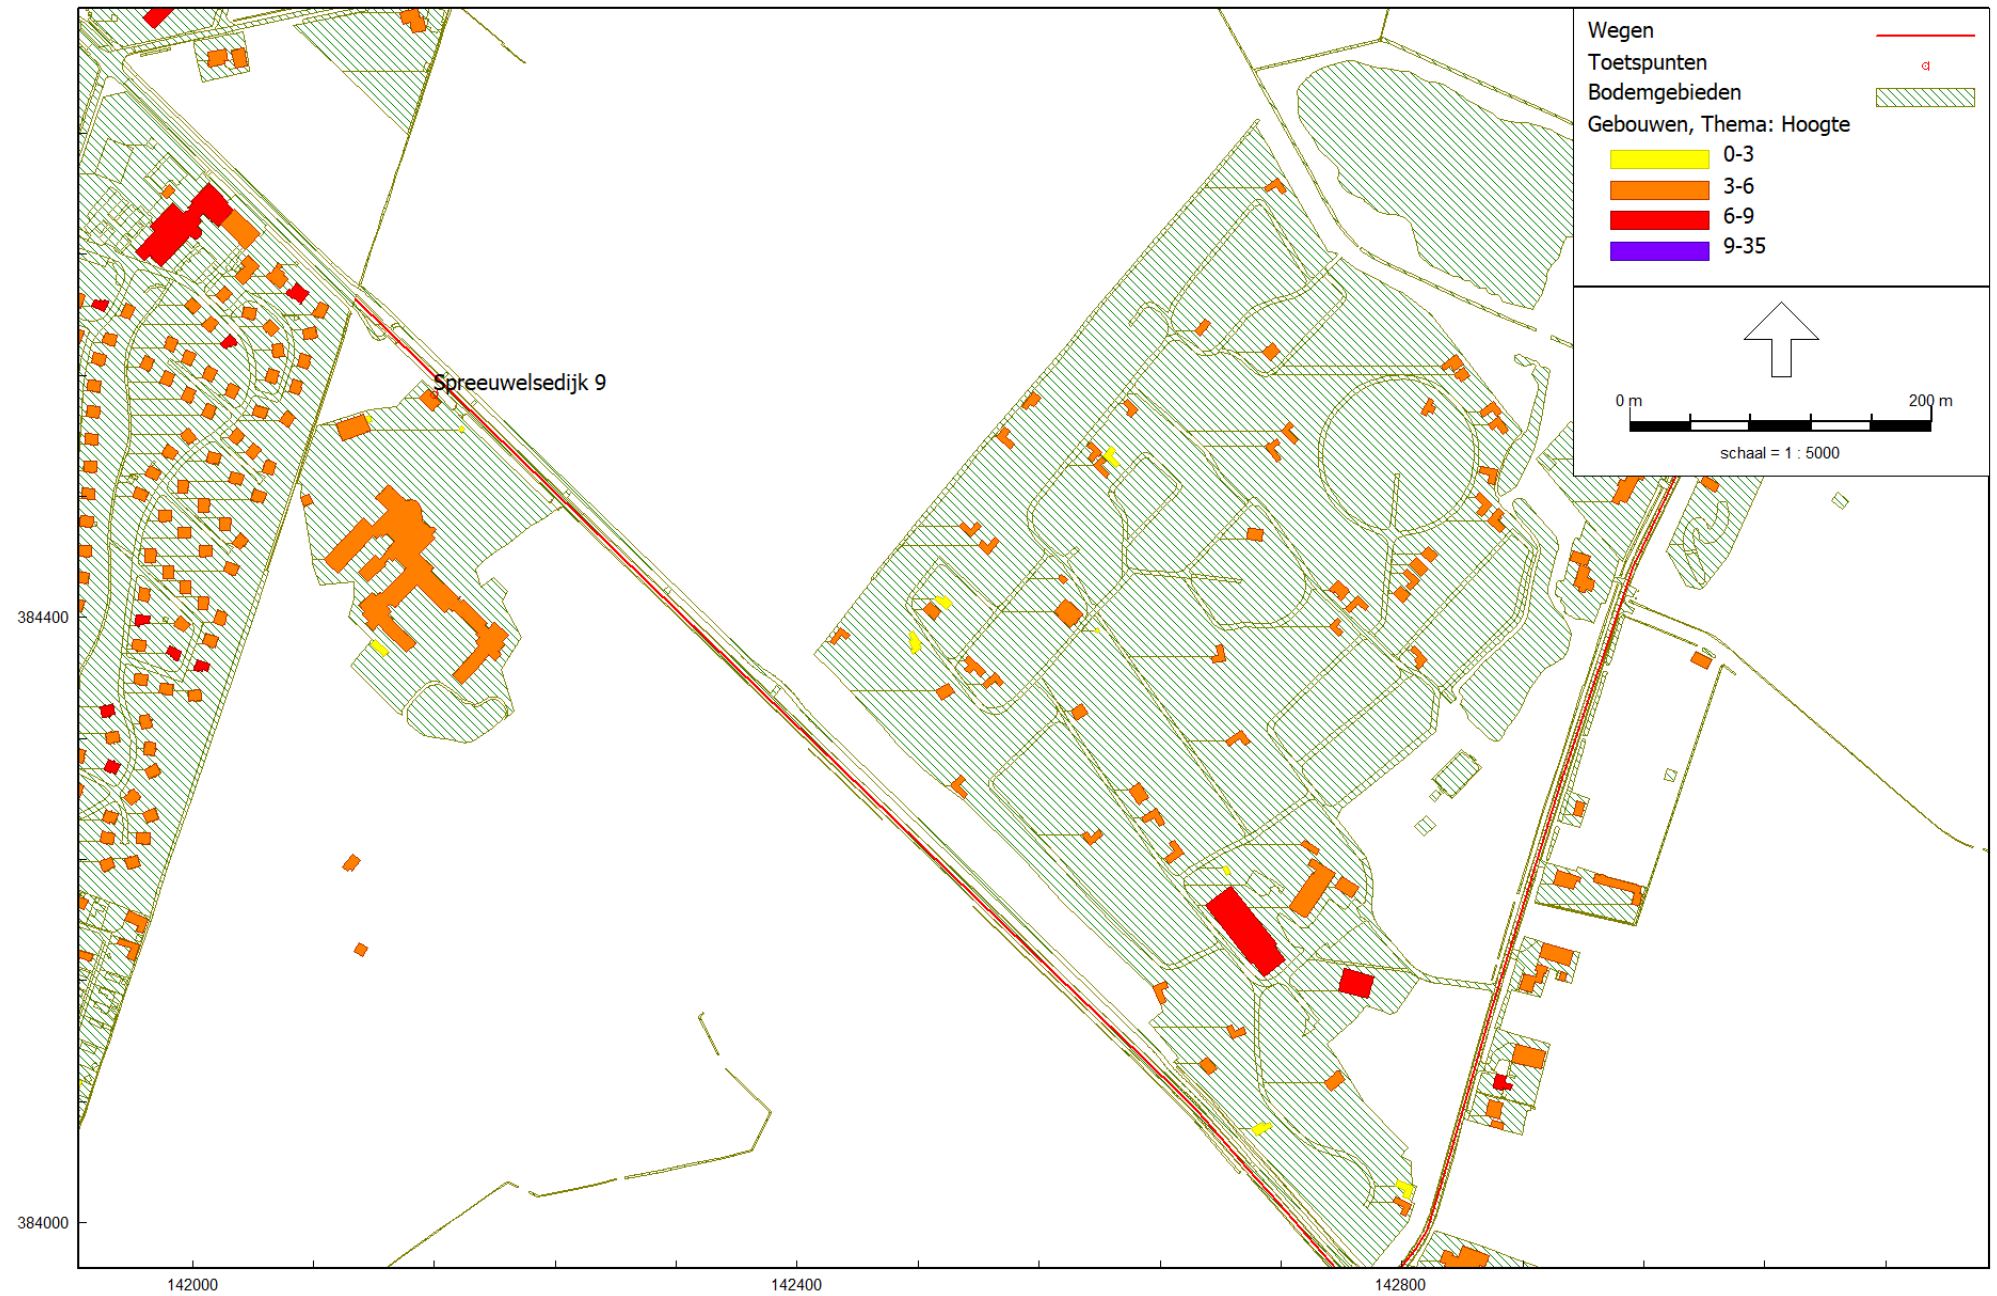 Wegen
Toetspunten
Bodemgebieden
Gebouwen, Thema: Hoogte
0-3
3-6
6-9
9-35
0 m 200 m
schaal = 1 : 5000
Spreeuwelsedijk 9
384400
384000
142000 142400 142800